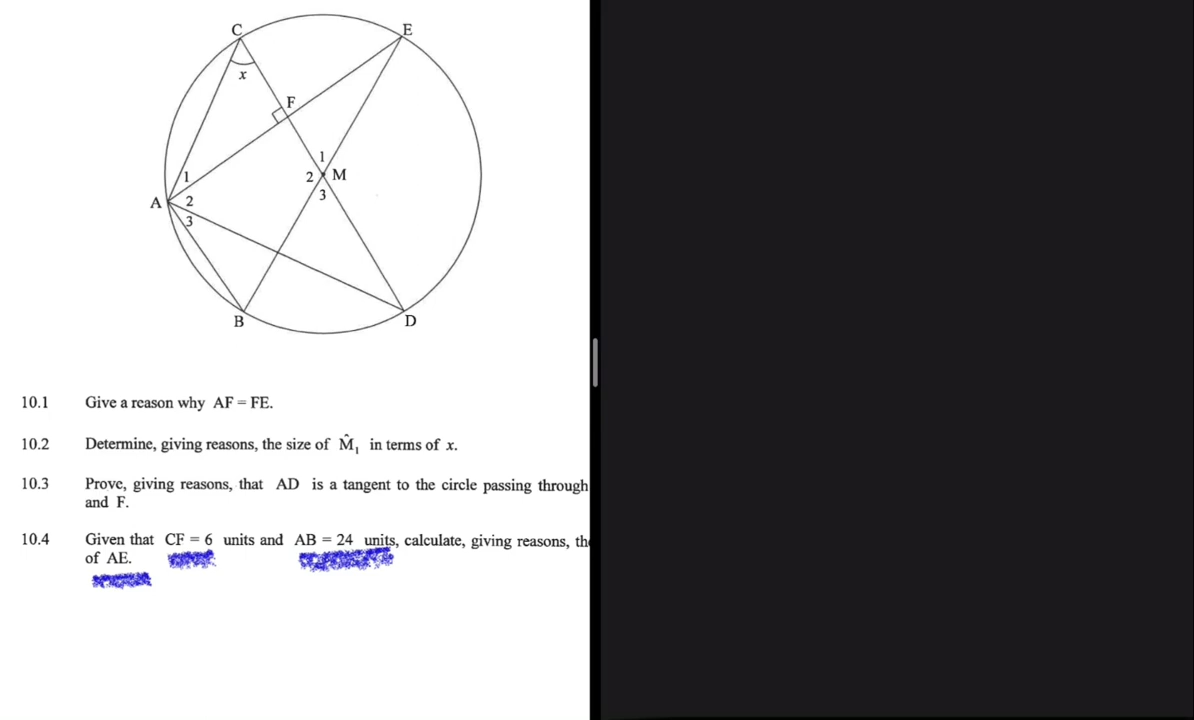 C
E
x
F
1
1
2 M
A 2
3
3
B
D
10.1 Give a reason why AF = FE.
10.2 Determine, giving reasons, the size of M̂₁ in terms of x.
10.3 Prove, giving reasons, that AD is a tangent to the circle passing through
and F.
10.4 Given that CF = 6 units and AB = 24 units, calculate, giving reasons, the
of AE.